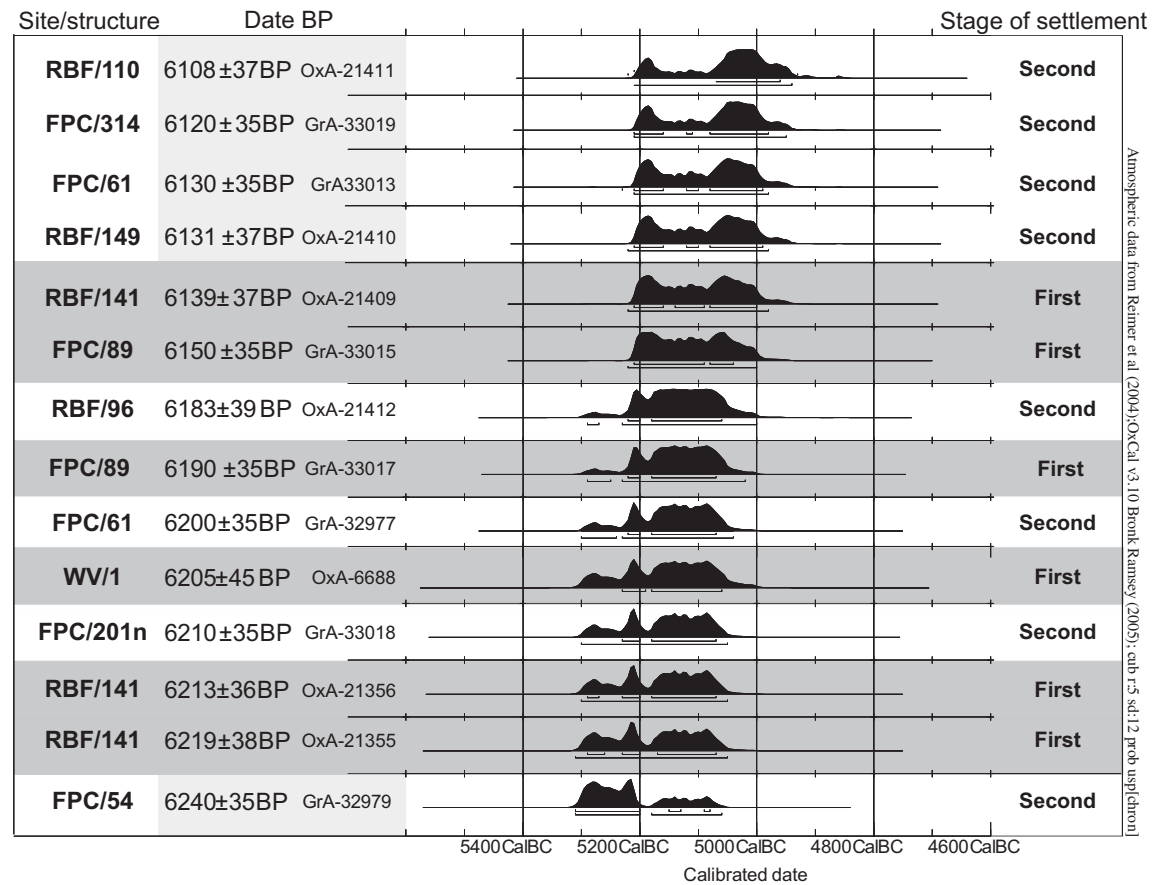 Site/structure Date BP Stage of settlement
RBF/110 6108±37BP OxA-21411 Second
FPC/314 6120±35BP GrA-33019 Second
FPC/61 6130 ±35BP GrA33013 Second
RBF/149 6131 ±37BP OxA-21410 Second
RBF/141 6139±37BP OxA-21409 First
FPC/89 6150 ±35BP GrA-33015 First
RBF/96 6183±39 BP OxA-21412 Second
FPC/89 6190 ±35BP GrA-33017 First
FPC/61 6200±35BP GrA-32977 Second
WV/1 6205±45 BP OxA-6688 First
FPC/201n 6210±35BP GrA-33018 Second
RBF/141 6213±36BP OxA-21356 First
RBF/141 6219±38BP OxA-21355 First
FPC/54 6240±35BP GrA-32979 Second
5400CalBC 5200CalBC 5000CalBC 4800CalBC 4600CalBC
Calibrated date
Atmospheric data from Reimer et al (2004);OxCal v3.10 Bronk Ramsey (2005); cub r:5 sd:12 prob usp[chron]